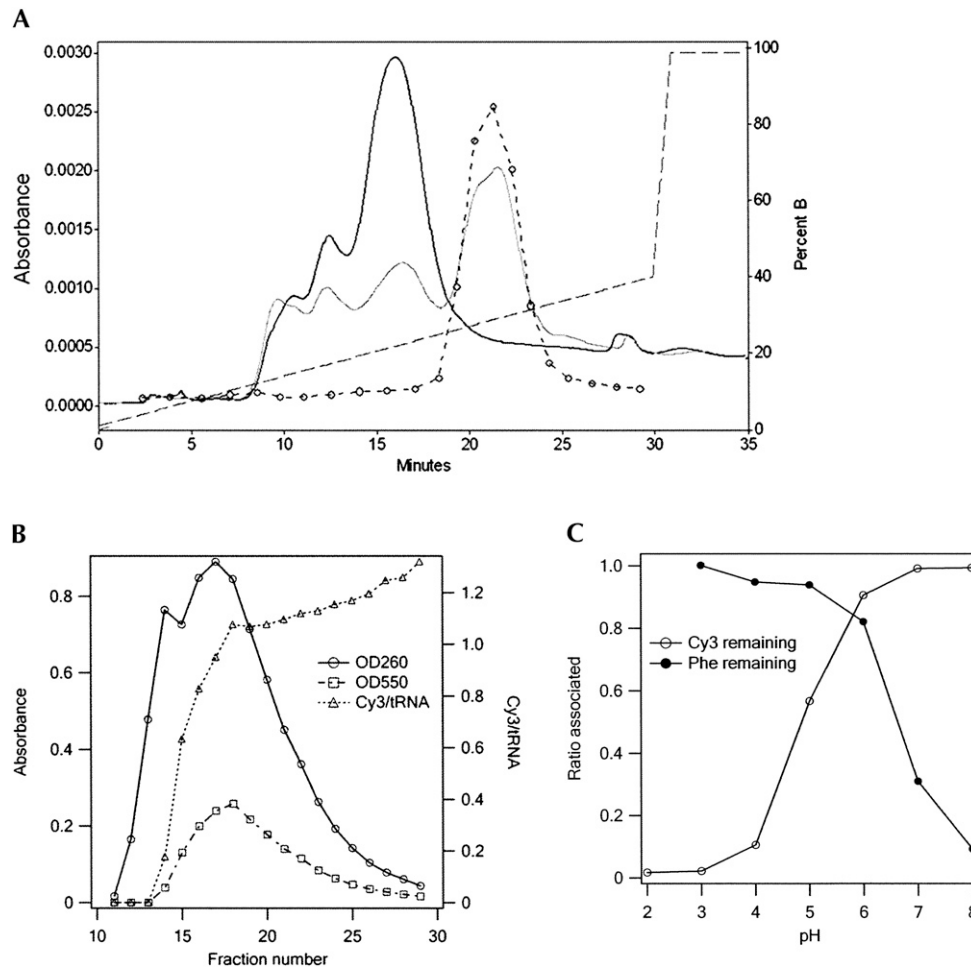 A
0.0030
0.0025
0.0020
0.0015
0.0010
0.0005
0.0000
Absorbance
100
80
60
40
20
0
Percent B
0 5 10 15 20 25 30 35
Minutes
B
0.8
0.6
0.4
0.2
0
Absorbance
OD260
OD550
Cy3/tRNA
1.2
1.0
0.8
0.6
0.4
0.2
0
Cy3/tRNA
10 15 20 25 30
Fraction number
C
1.0
0.8
0.6
0.4
0.2
0
Ratio associated
Cy3 remaining
Phe remaining
2 3 4 5 6 7 8
pH